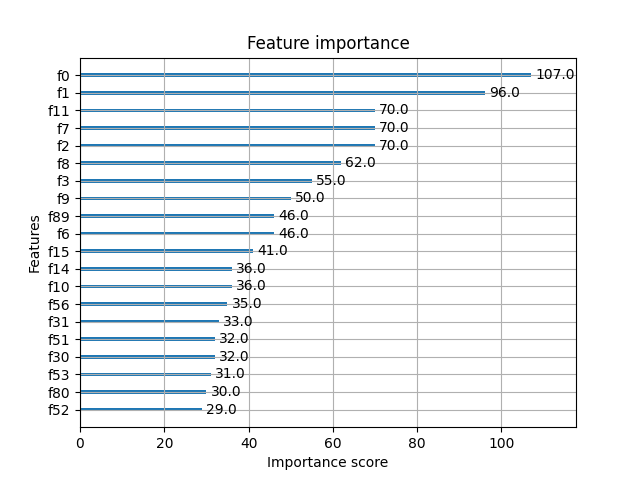 Feature importance
f0 107.0
f1 96.0
f11 70.0
f7 70.0
f2 70.0
f8 62.0
f3 55.0
f9 50.0
f89 46.0
f6 46.0
f15 41.0
f14 36.0
f10 36.0
f56 35.0
f31 33.0
f51 32.0
f30 32.0
f53 31.0
f80 30.0
f52 29.0
Features
0 20 40 60 80 100
Importance score